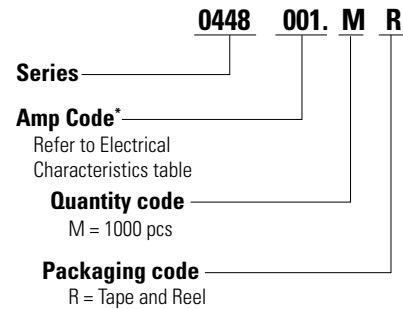 0448 001. M R
Series
Amp Code*
Refer to Electrical
Characteristics table
Quantity code
M = 1000 pcs
Packaging code
R = Tape and Reel